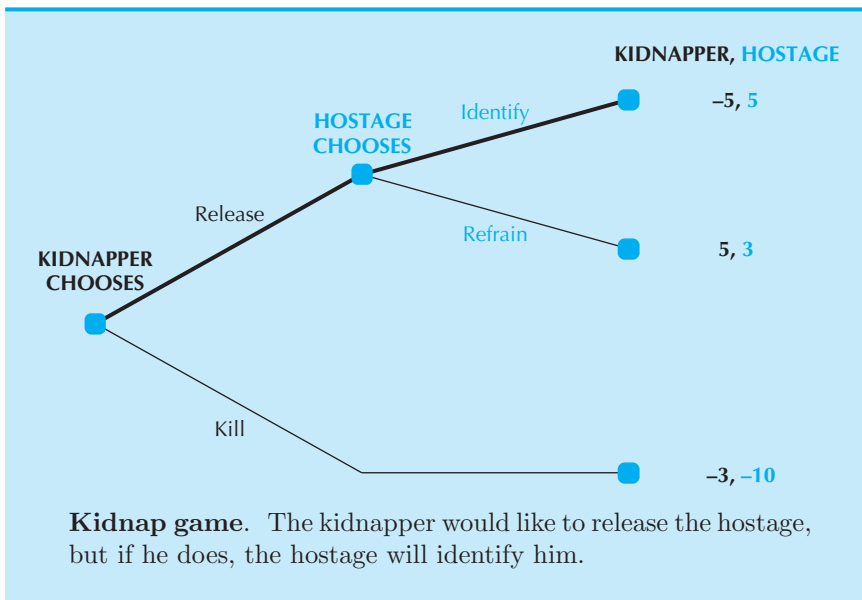 KIDNAPPER, HOSTAGE
–5, 5
Identify
HOSTAGE
CHOOSES
Release
Refrain
5, 3
KIDNAPPER
CHOOSES
Kill
–3, –10
Kidnap game. The kidnapper would like to release the hostage,
but if he does, the hostage will identify him.